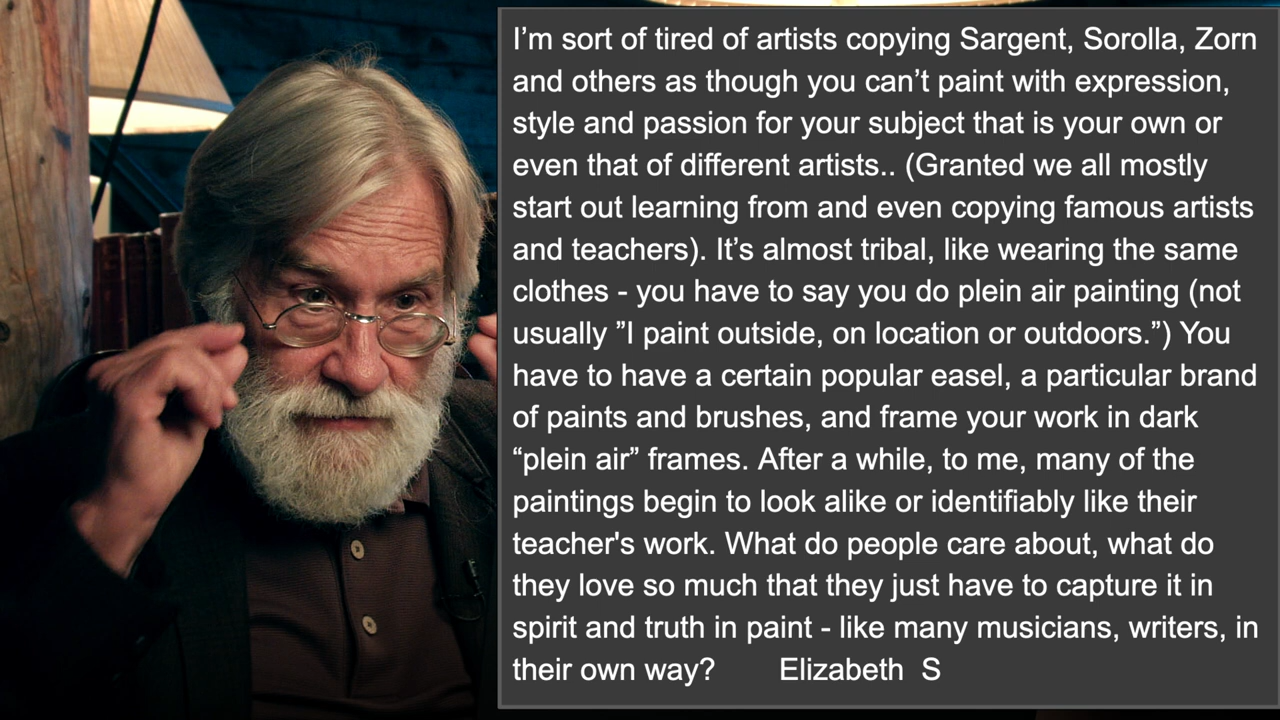 I’m sort of tired of artists copying Sargent, Sorolla, Zorn
and others as though you can’t paint with expression,
style and passion for your subject that is your own or
even that of different artists.. (Granted we all mostly
start out learning from and even copying famous artists
and teachers). It’s almost tribal, like wearing the same
clothes - you have to say you do plein air painting (not
usually ”I paint outside, on location or outdoors.”) You
have to have a certain popular easel, a particular brand
of paints and brushes, and frame your work in dark
“plein air” frames. After a while, to me, many of the
paintings begin to look alike or identifiably like their
teacher's work. What do people care about, what do
they love so much that they just have to capture it in
spirit and truth in paint - like many musicians, writers, in
their own way? Elizabeth S